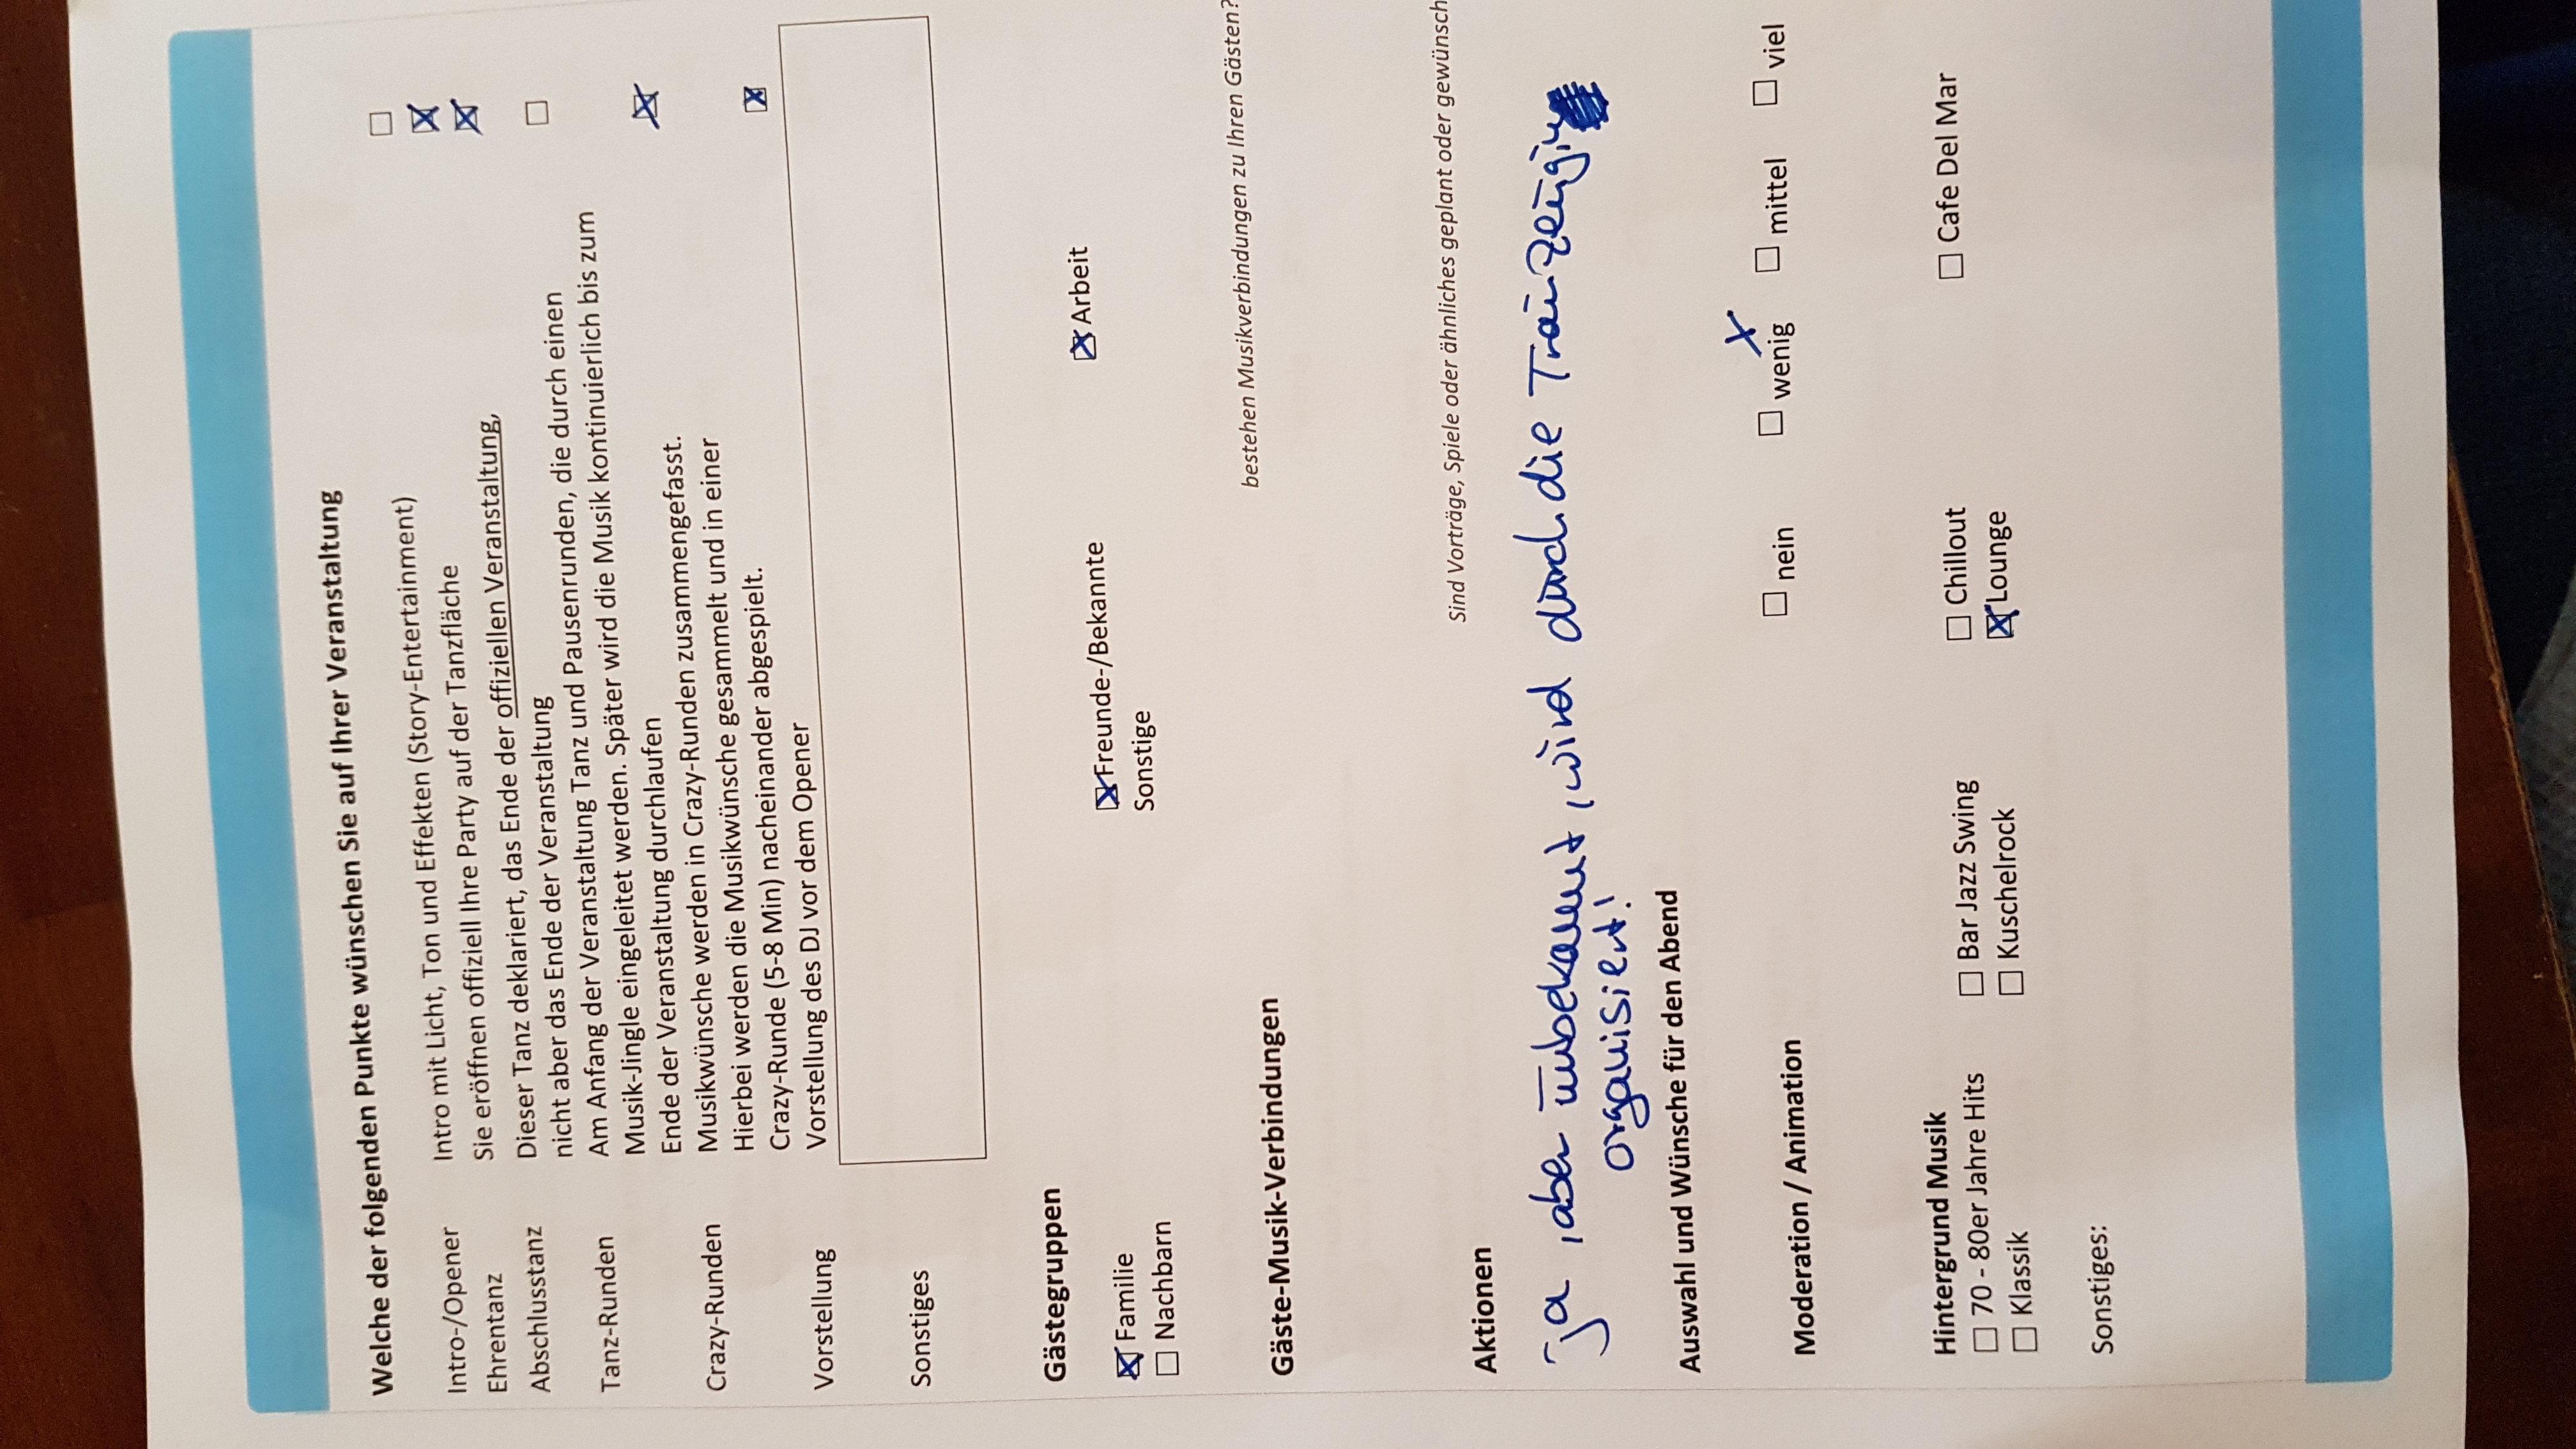 Welche der folgenden Punkte wünschen Sie auf Ihrer Veranstaltung
Intro-/Opener Intro mit Licht, Ton und Effekten (Story-Entertainment) ☐
Ehrentanz Sie eröffnen offiziell Ihre Party auf der Tanzfläche ☒
Abschlusstanz Dieser Tanz deklariert, das Ende der offiziellen Veranstaltung, ☒
nicht aber das Ende der Veranstaltung
Tanz-Runden Am Anfang der Veranstaltung Tanz und Pausenrunden, die durch einen ☐
Musik-Jingle eingeleitet werden. Später wird die Musik kontinuierlich bis zum
Ende der Veranstaltung durchlaufen
Crazy-Runden Musikwünsche werden in Crazy-Runden zusammengefasst. ☒
Hierbei werden die Musikwünsche gesammelt und in einer
Crazy-Runde (5-8 Min) nacheinander abgespielt.
Vorstellung Vorstellung des DJ vor dem Opener ☒
Sonstiges
Gästegruppen
☒ Familie ☒ Freunde-/Bekannte ☒ Arbeit
☐ Nachbarn Sonstige
Gäste-Musik-Verbindungen bestehen Musikverbindungen zu Ihren Gästen?
Aktionen Sind Vorträge, Spiele oder ähnliches geplant oder gewünsch
ja, aber unbekannt, wird durch die Trauzeugin
organisiert!
Auswahl und Wünsche für den Abend
X
Moderation / Animation ☐ nein ☐ wenig ☐ mittel ☐ viel
Hintergrund Musik
☐ 70 - 80er Jahre Hits ☐ Bar Jazz Swing ☐ Chillout ☐ Cafe Del Mar
☐ Klassik ☐ Kuschelrock ☒ Lounge
Sonstiges: